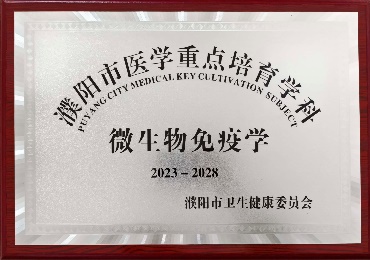 濮阳市医学重点培育学科
PUYANG CITY MEDICAL KEY CULTIVATION SUBJECT
微生物免疫学
2023－2028
濮阳市卫生健康委员会